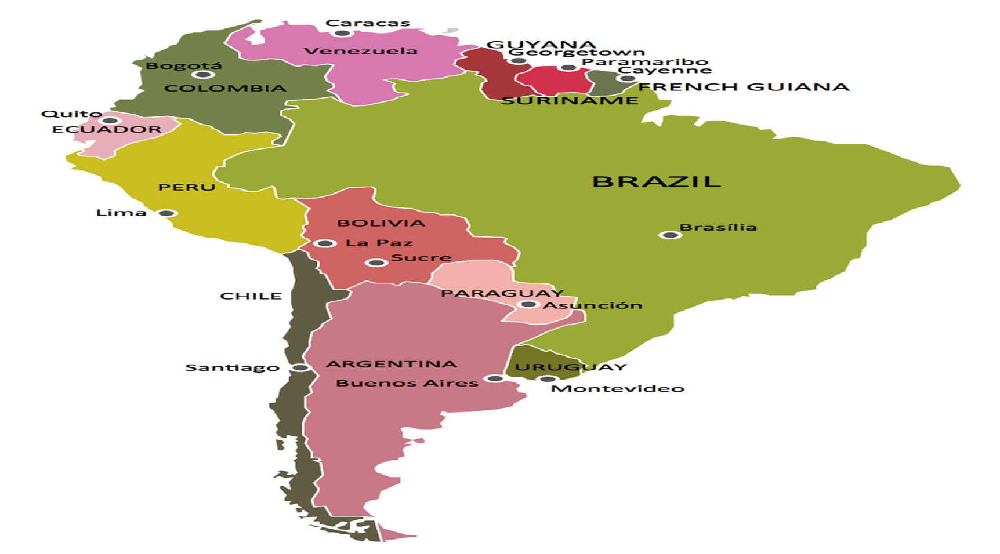 Caracas
Venezuela
GUYANA
Georgetown
Paramaribo
Cayenne
FRENCH GUIANA
SURINAME
Bogotá
COLOMBIA
Quito
ECUADOR
PERU
Lima
BRAZIL
Brasília
BOLIVIA
La Paz
Sucre
PARAGUAY
Asunción
CHILE
Santiago
ARGENTINA
Buenos Aires
URUGUAY
Montevideo